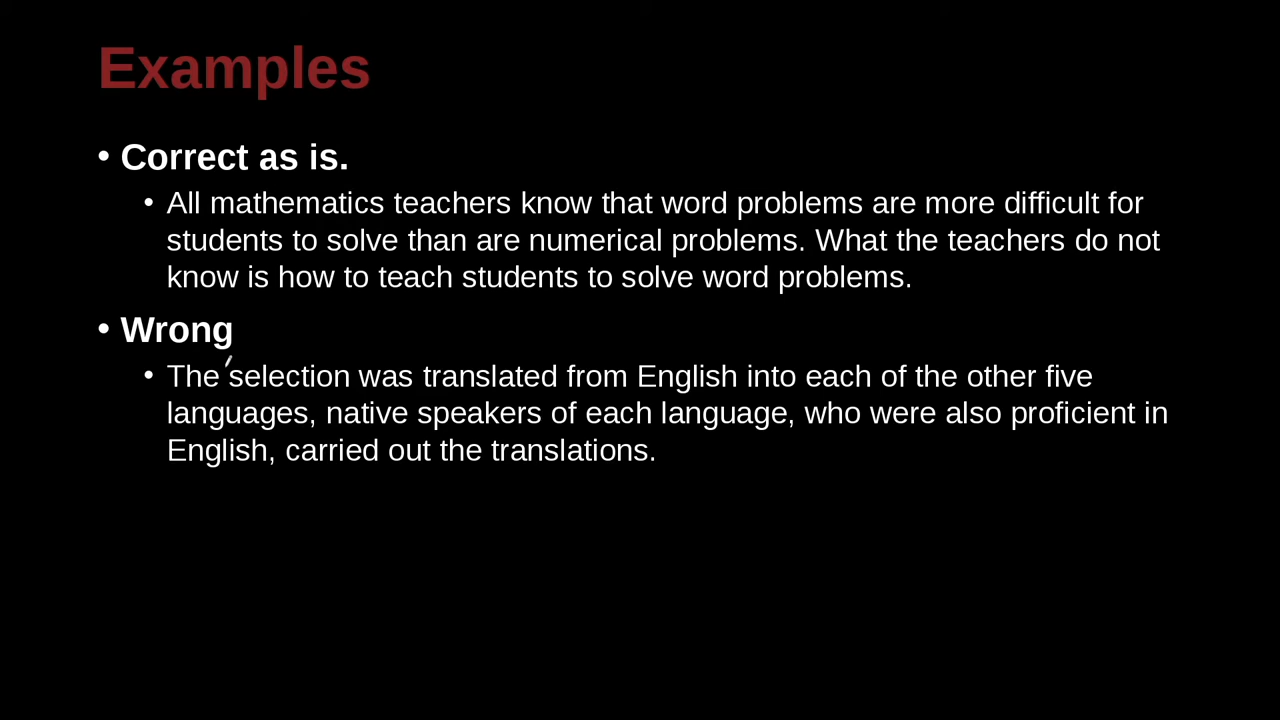 Examples
• Correct as is.
• All mathematics teachers know that word problems are more difficult for
students to solve than are numerical problems. What the teachers do not
know is how to teach students to solve word problems.
• Wrong
• The selection was translated from English into each of the other five
languages, native speakers of each language, who were also proficient in
English, carried out the translations.